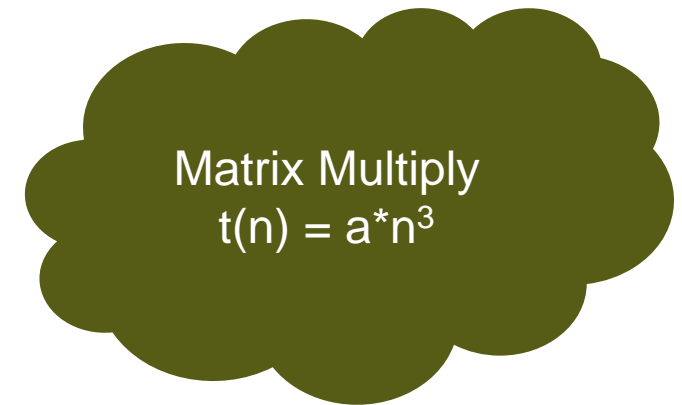 Matrix Multiply
t(n) = a*n³